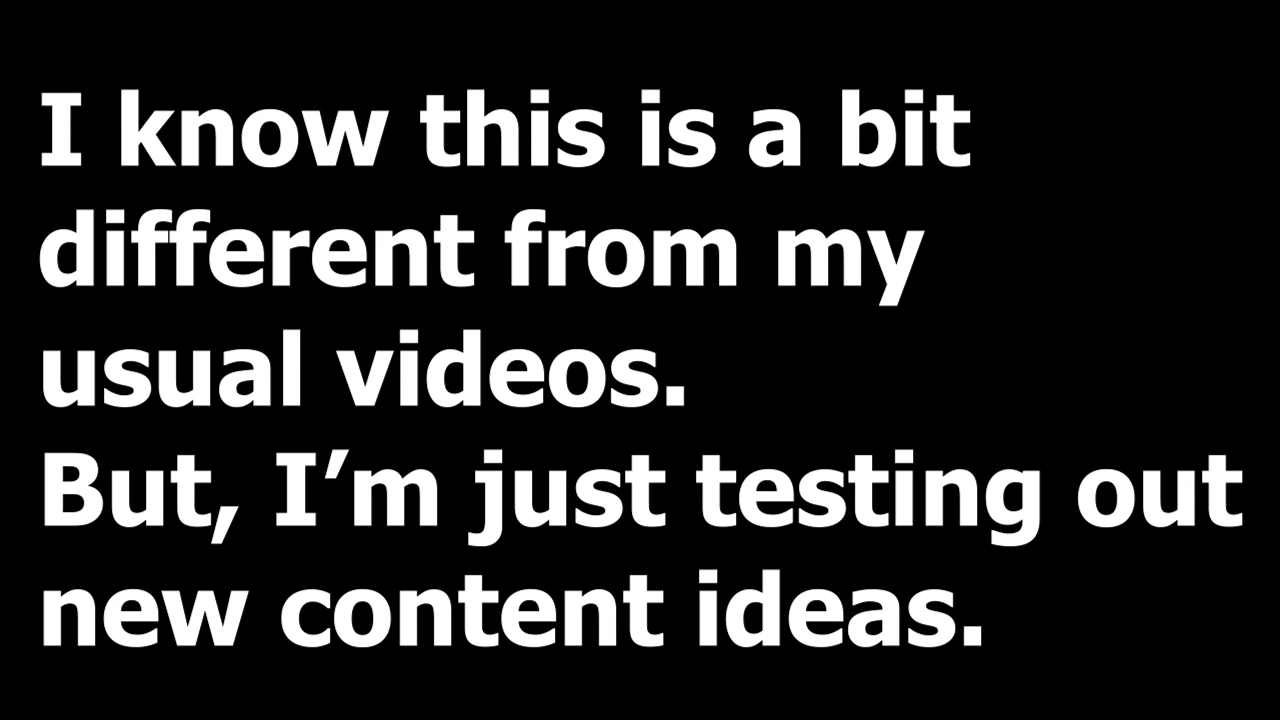 I know this is a bit
different from my
usual videos.
But, I’m just testing out
new content ideas.